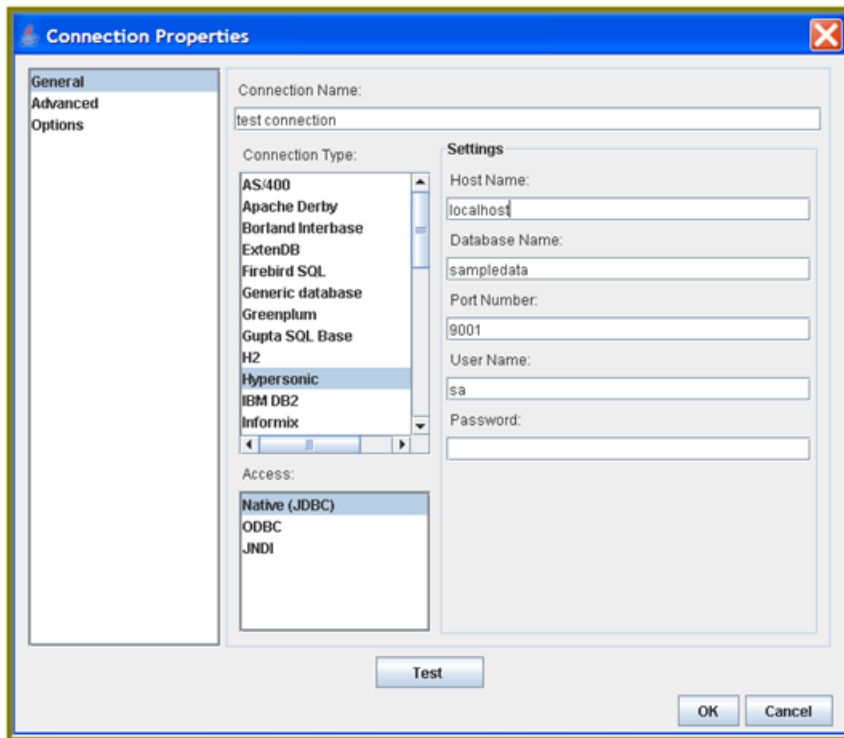 Connection Properties
General
Advanced
Options
Connection Name:
test connection
Connection Type:
AS/400
Apache Derby
Borland Interbase
ExtenDB
Firebird SQL
Generic database
Greenplum
Gupta SQL Base
H2
Hypersonic
IBM DB2
Informix
Access:
Native (JDBC)
ODBC
JNDI
Settings
Host Name:
localhost
Database Name:
sampledata
Port Number:
9001
User Name:
sa
Password:
Test
OK
Cancel